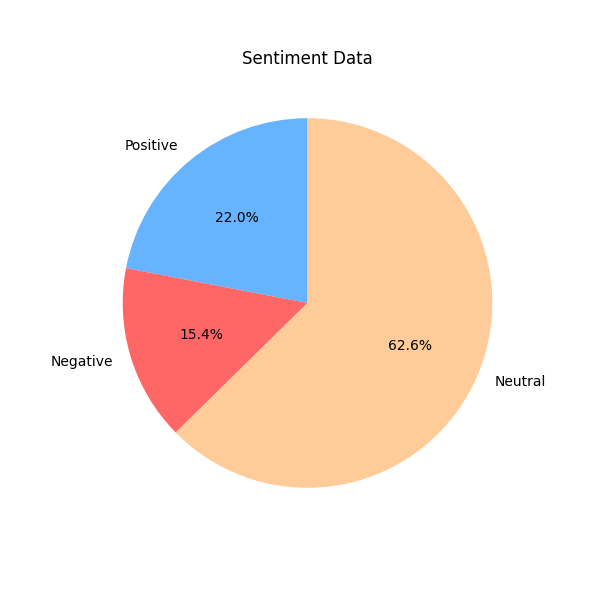 Sentiment Data
Positive
22.0%
15.4%
Negative
62.6%
Neutral